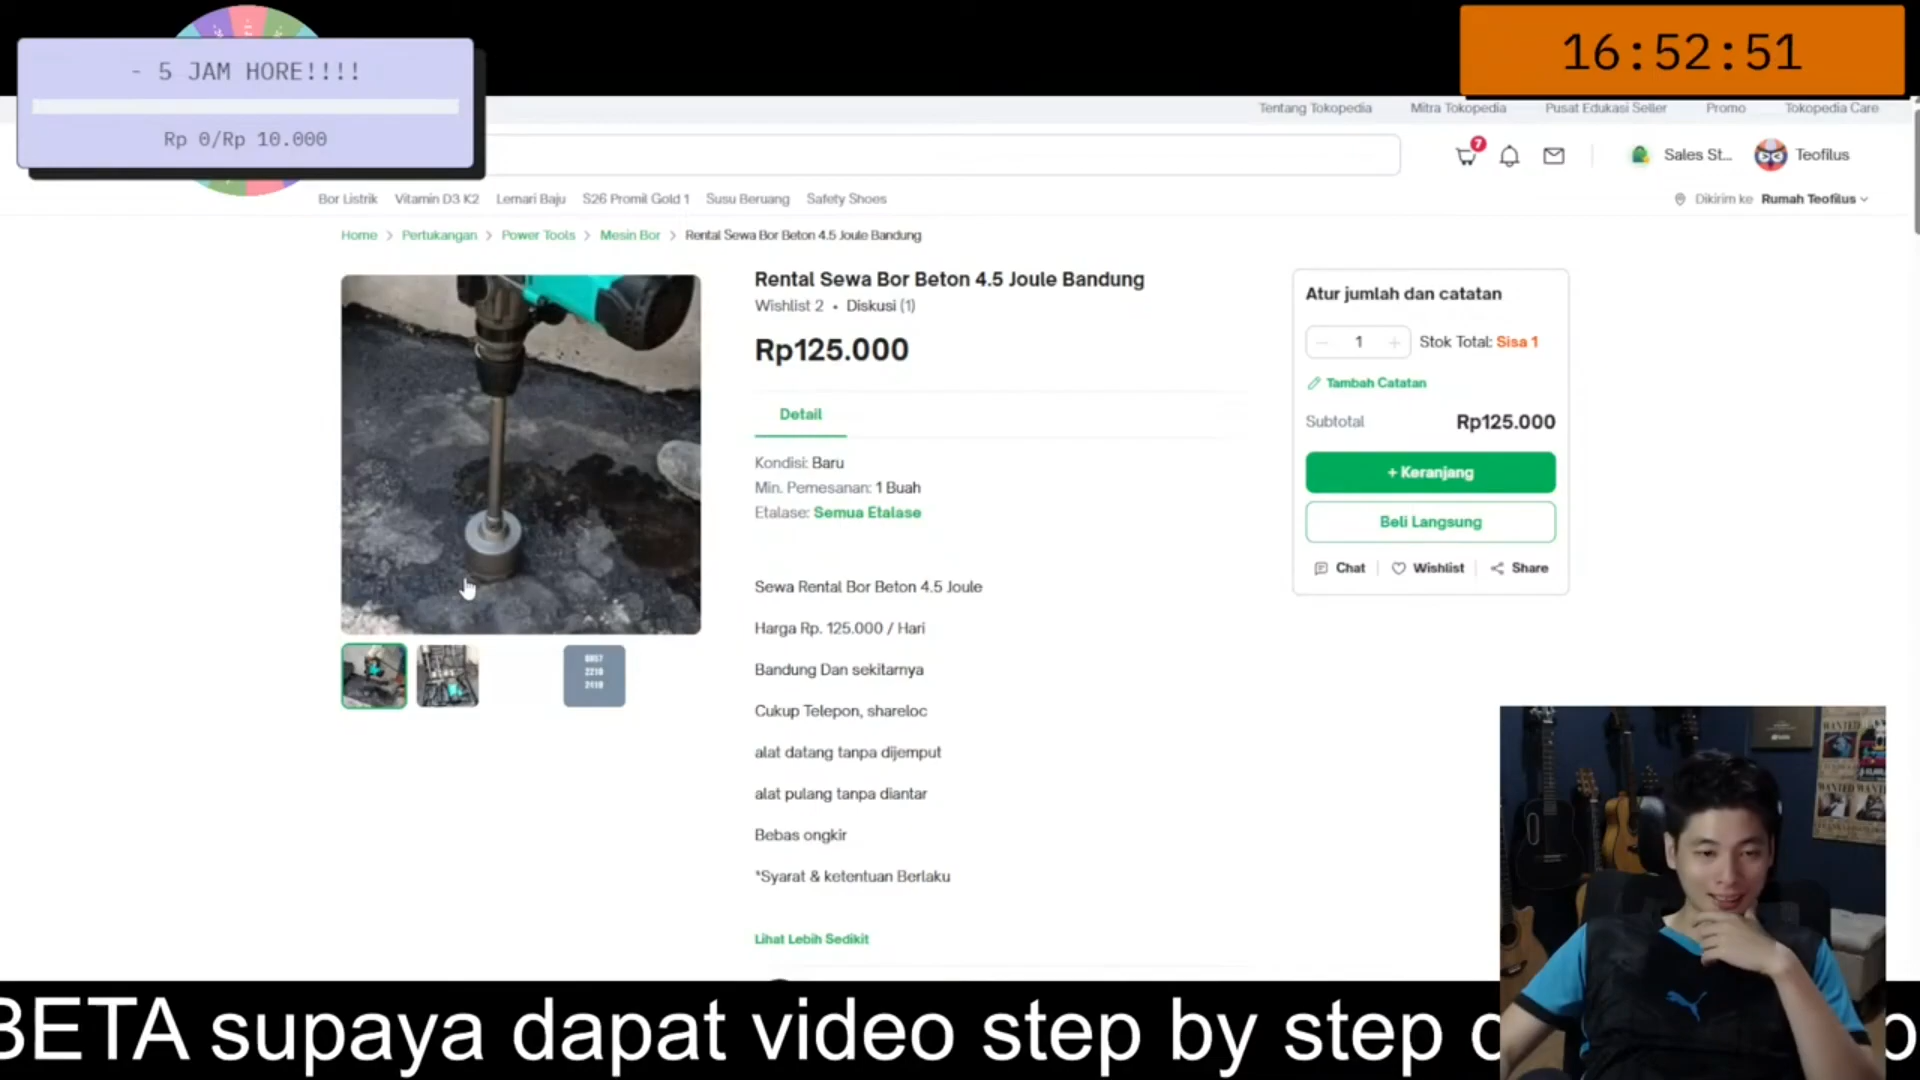 - 5 JAM HORE!!!!
Rp 0/Rp 10.000
16:52:51
Tentang Tokopedia Mitra Tokopedia Pusat Edukasi Seller Promo Tokopedia Care
7
Sales St... Teofilus
Bor Listrik Vitamin D3 K2 Lemari Baju S26 Promil Gold 1 Susu Beruang Safety Shoes
Dikirim ke Rumah Teofilus
Home > Pertukangan > Power Tools > Mesin Bor > Rental Sewa Bor Beton 4.5 Joule Bandung
Rental Sewa Bor Beton 4.5 Joule Bandung
Wishlist 2 • Diskusi (1)
Rp125.000
Detail
Kondisi: Baru
Min. Pemesanan: 1 Buah
Etalase: Semua Etalase
Sewa Rental Bor Beton 4.5 Joule
Harga Rp. 125.000 / Hari
Bandung Dan sekitarnya
Cukup Telepon, shareloc
alat datang tanpa dijemput
alat pulang tanpa diantar
Bebas ongkir
*Syarat & ketentuan Berlaku
Lihat Lebih Sedikit
Atur jumlah dan catatan
1 Stok Total: Sisa 1
Tambah Catatan
Subtotal Rp125.000
+ Keranjang
Beli Langsung
Chat Wishlist Share
WANTED
WANTED WANTED
BETA supaya dapat video step by step